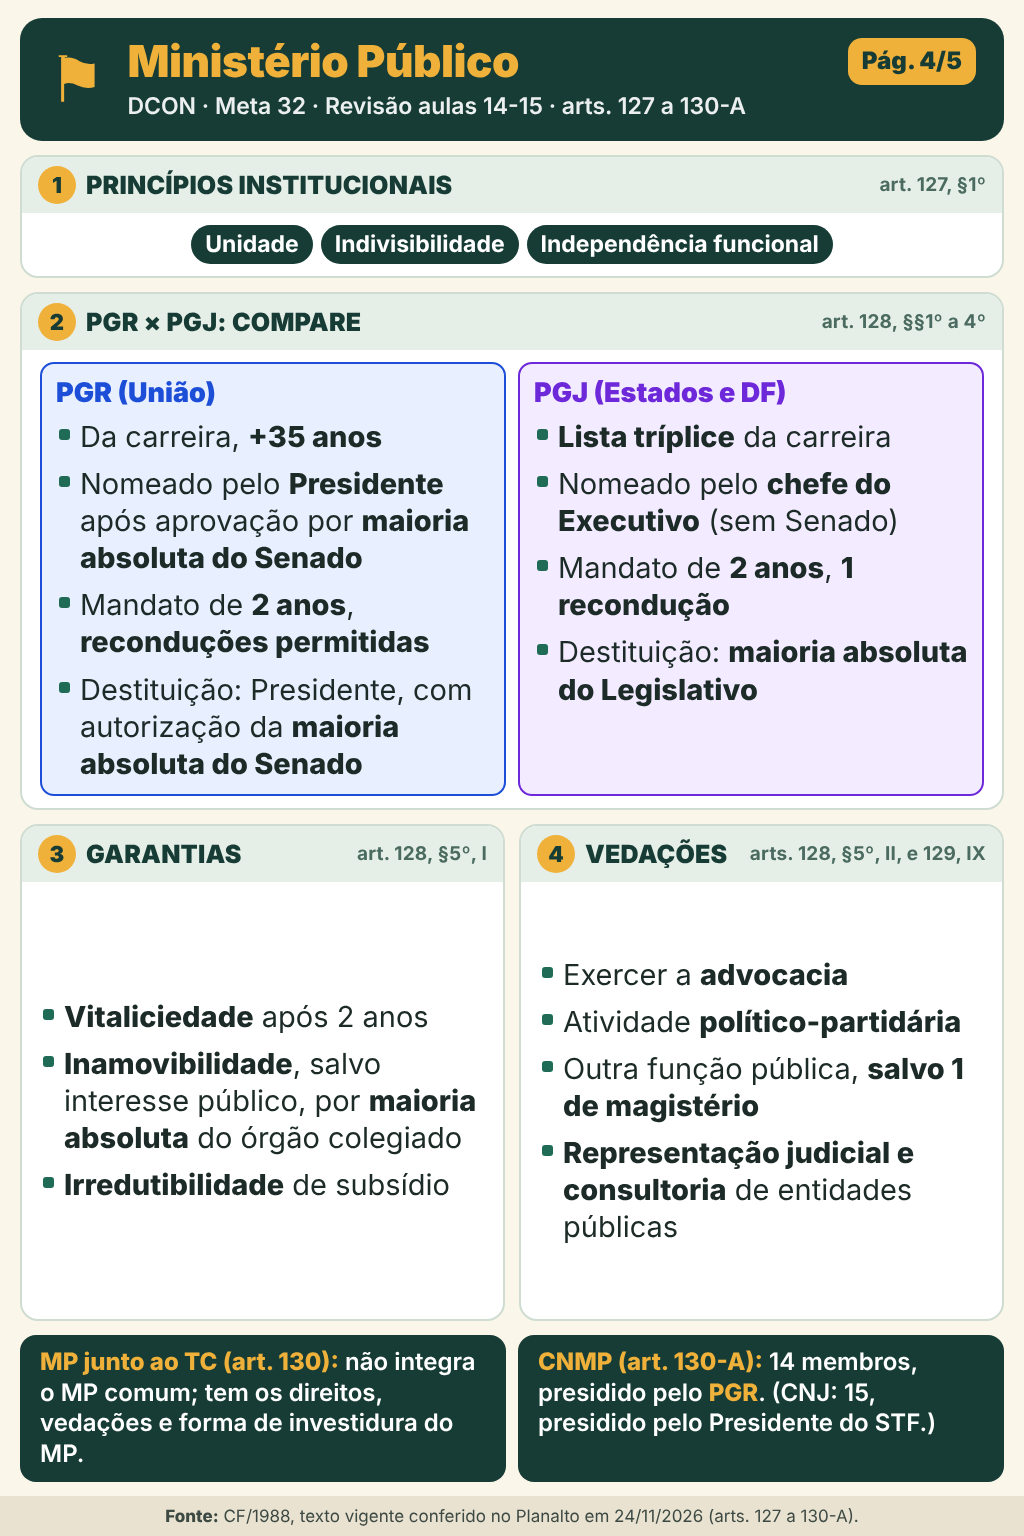 Ministério Público
Pág. 4/5
DCON · Meta 32 · Revisão aulas 14-15 · arts. 127 a 130-A
1 PRINCÍPIOS INSTITUCIONAIS art. 127, §1º
Unidade Indivisibilidade Independência funcional
2 PGR × PGJ: COMPARE art. 128, §§1º a 4º
PGR (União)
Da carreira, +35 anos
Nomeado pelo Presidente
após aprovação por maioria
absoluta do Senado
Mandato de 2 anos,
reconduções permitidas
Destituição: Presidente, com
autorização da maioria
absoluta do Senado
PGJ (Estados e DF)
Lista tríplice da carreira
Nomeado pelo chefe do
Executivo (sem Senado)
Mandato de 2 anos, 1
recondução
Destituição: maioria absoluta
do Legislativo
3 GARANTIAS art. 128, §5º, I
Vitaliciedade após 2 anos
Inamovibilidade, salvo
interesse público, por maioria
absoluta do órgão colegiado
Irredutibilidade de subsídio
4 VEDAÇÕES arts. 128, §5º, II, e 129, IX
Exercer a advocacia
Atividade político-partidária
Outra função pública, salvo 1
de magistério
Representação judicial e
consultoria de entidades
públicas
MP junto ao TC (art. 130): não integra
o MP comum; tem os direitos,
vedações e forma de investidura do
MP.
CNMP (art. 130-A): 14 membros,
presidido pelo PGR. (CNJ: 15,
presidido pelo Presidente do STF.)
Fonte: CF/1988, texto vigente conferido no Planalto em 24/11/2026 (arts. 127 a 130-A).